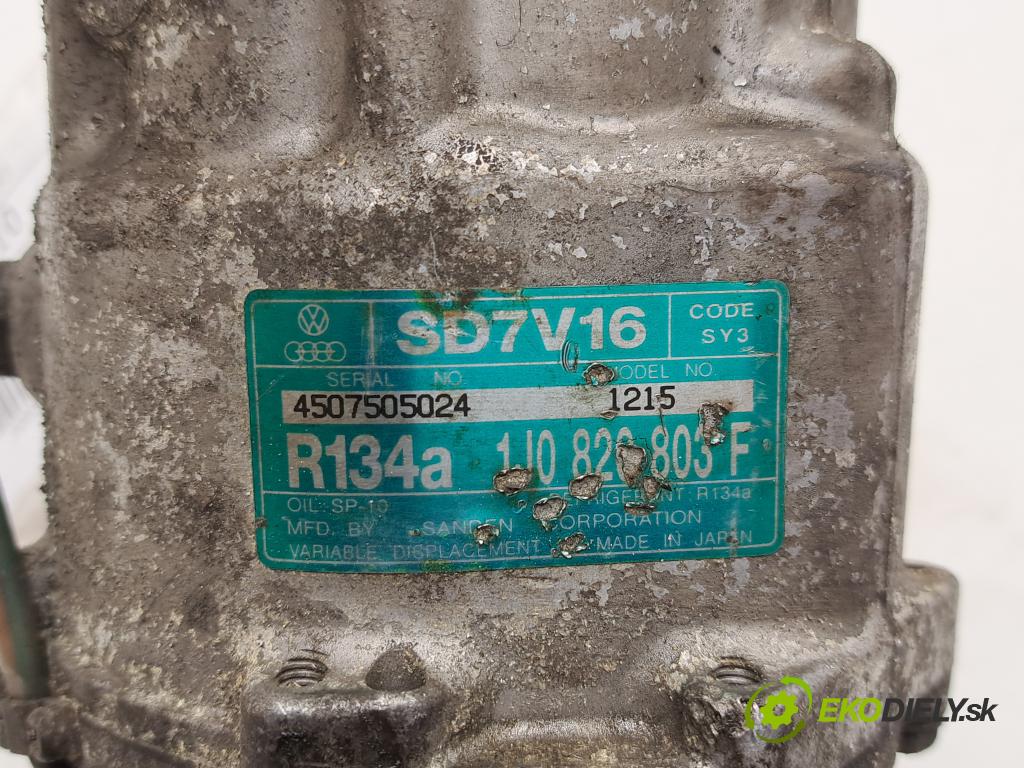 SD7V16
CODE
SY3
SERIAL NO. MODEL NO.
4507505024 1215
R134a 1J0 820 803 F
OIL: SP-10 REFRIGERANT: R134a
MFD. BY SANDEN CORPORATION
VARIABLE DISPLACEMENT MADE IN JAPAN
EKODIELY.sk